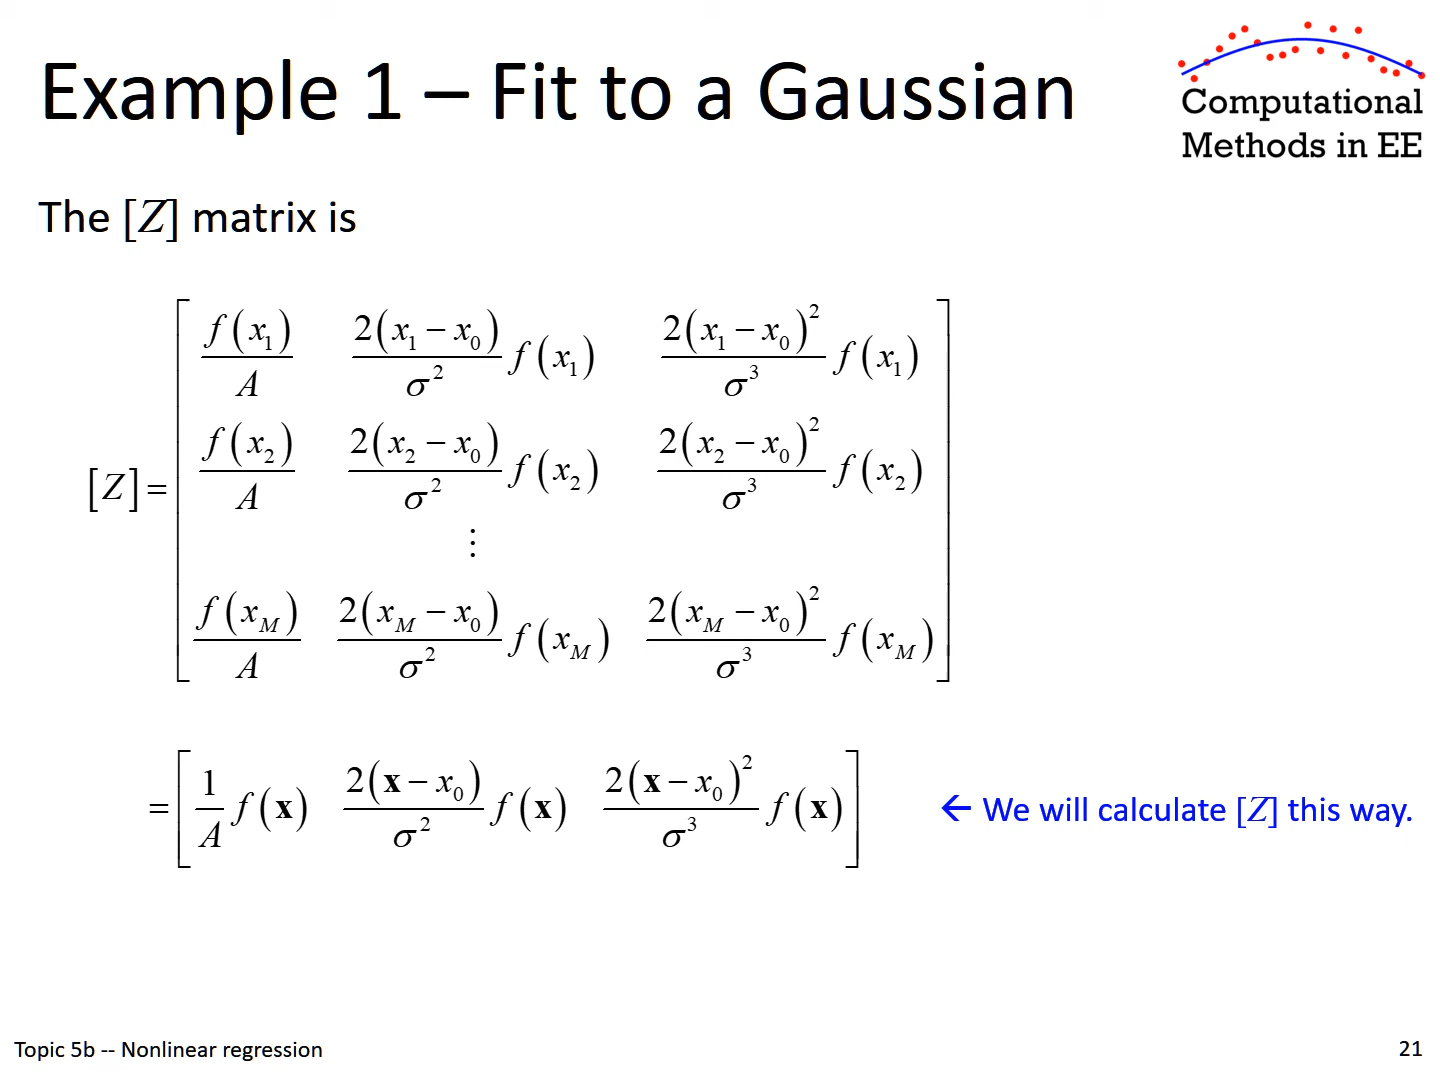 Example 1 – Fit to a Gaussian
Computational
Methods in EE
The [Z] matrix is
[Z] = [ f(x₁)/A   2(x₁ − x₀)/σ² f(x₁)   2(x₁ − x₀)²/σ³ f(x₁)
f(x₂)/A   2(x₂ − x₀)/σ² f(x₂)   2(x₂ − x₀)²/σ³ f(x₂)
⋮
f(x_M)/A   2(x_M − x₀)/σ² f(x_M)   2(x_M − x₀)²/σ³ f(x_M) ]
= [ 1/A f(𝐱)   2(𝐱 − x₀)/σ² f(𝐱)   2(𝐱 − x₀)²/σ³ f(𝐱) ]
← We will calculate [Z] this way.
Topic 5b -- Nonlinear regression
21